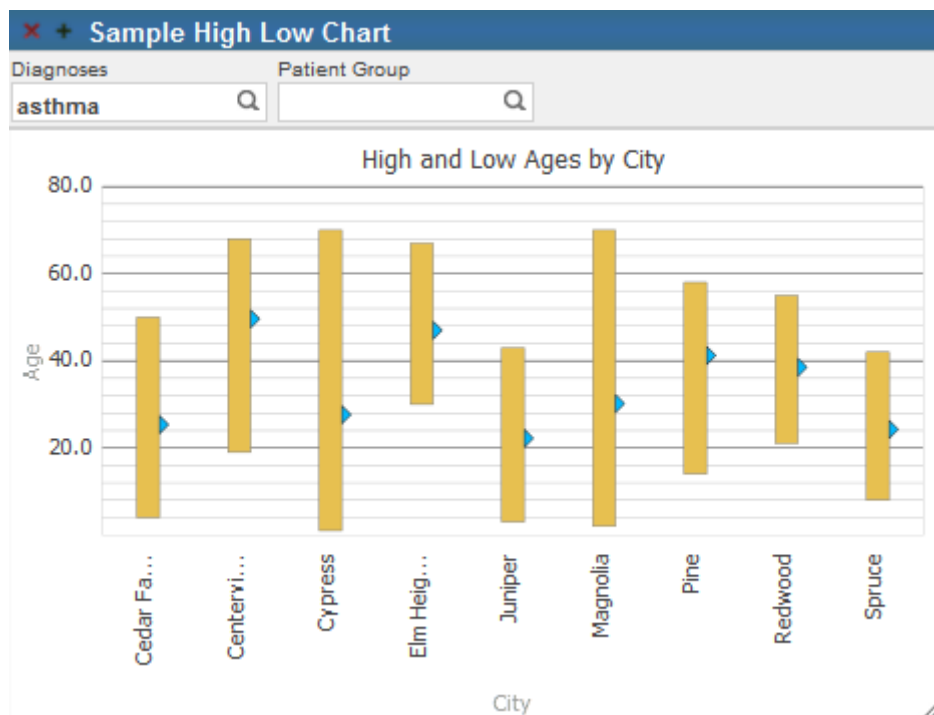 Sample High Low Chart
Diagnoses Patient Group
asthma
High and Low Ages by City
80.0
60.0
40.0
20.0
Age
Cedar Fa...
Centervi...
Cypress
Elm Heig...
Juniper
Magnolia
Pine
Redwood
Spruce
City